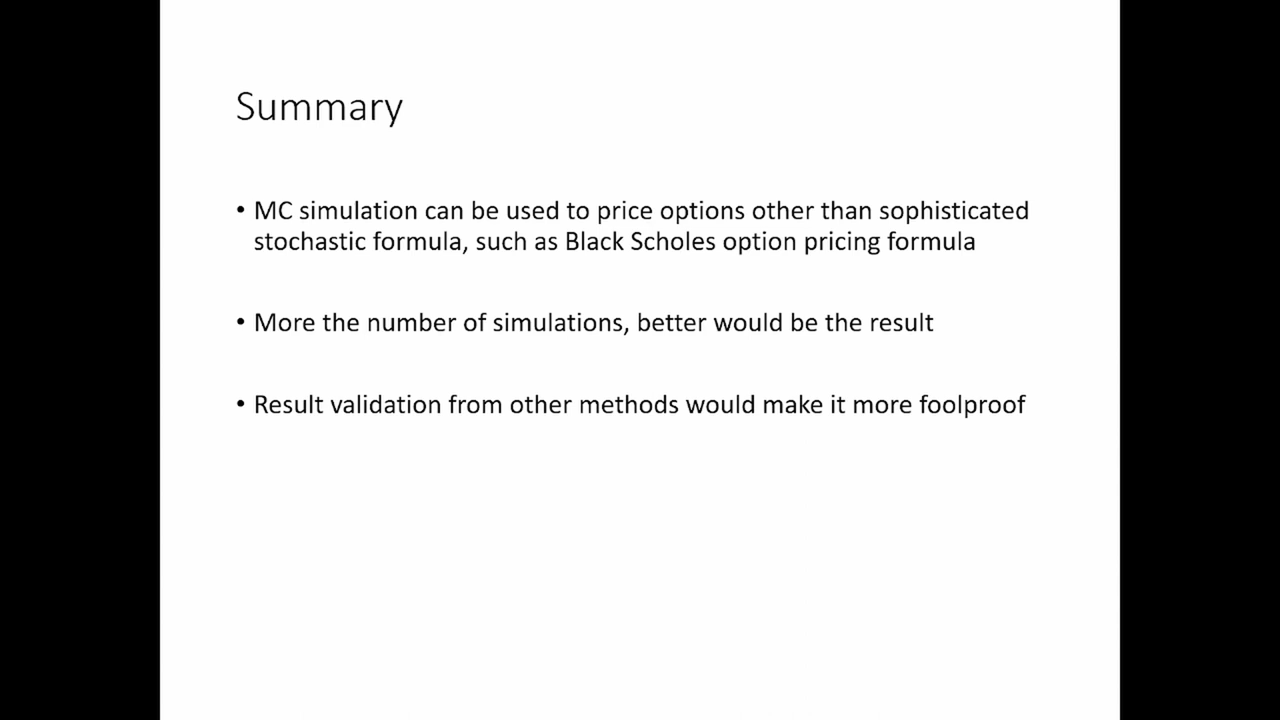 Summary
• MC simulation can be used to price options other than sophisticated
stochastic formula, such as Black Scholes option pricing formula
• More the number of simulations, better would be the result
• Result validation from other methods would make it more foolproof